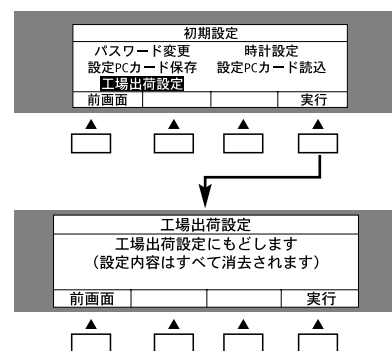 初期設定
パスワード変更 時計設定
設定PCカード保存 設定PCカード読込
工場出荷設定
前画面 実行
工場出荷設定
工場出荷設定にもどします
(設定内容はすべて消去されます)
前画面 実行